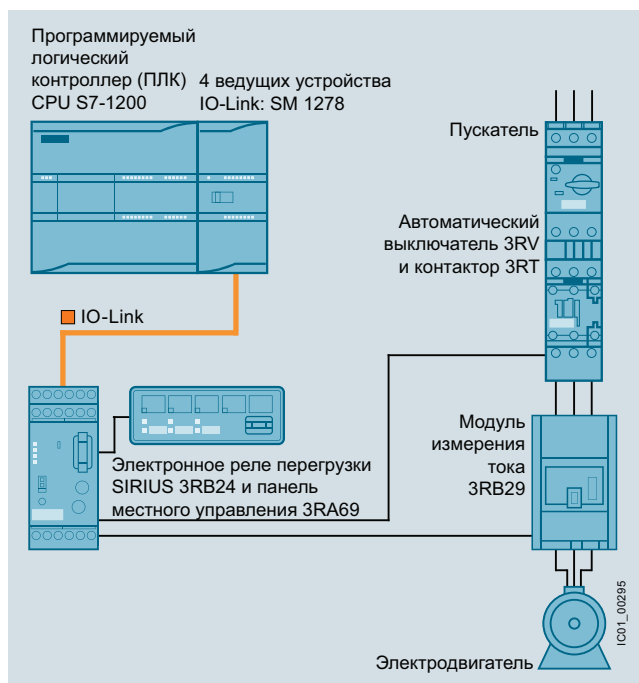 Программируемый
логический
контроллер (ПЛК)
CPU S7-1200
4 ведущих устройства
IO-Link: SM 1278
Пускатель
Автоматический
выключатель 3RV
и контактор 3RT
IO-Link
Модуль
измерения
тока
3RB29
Электронное реле перегрузки
SIRIUS 3RB24 и панель
местного управления 3RA69
IC01_00295
Электродвигатель